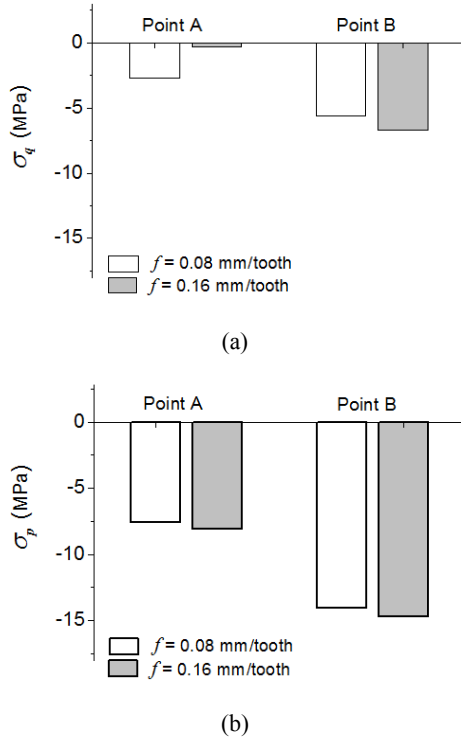 Point A Point B
0
-5
-10
-15
σq (MPa)
f = 0.08 mm/tooth
f = 0.16 mm/tooth
(a)
Point A Point B
0
-5
-10
-15
σp (MPa)
f = 0.08 mm/tooth
f = 0.16 mm/tooth
(b)